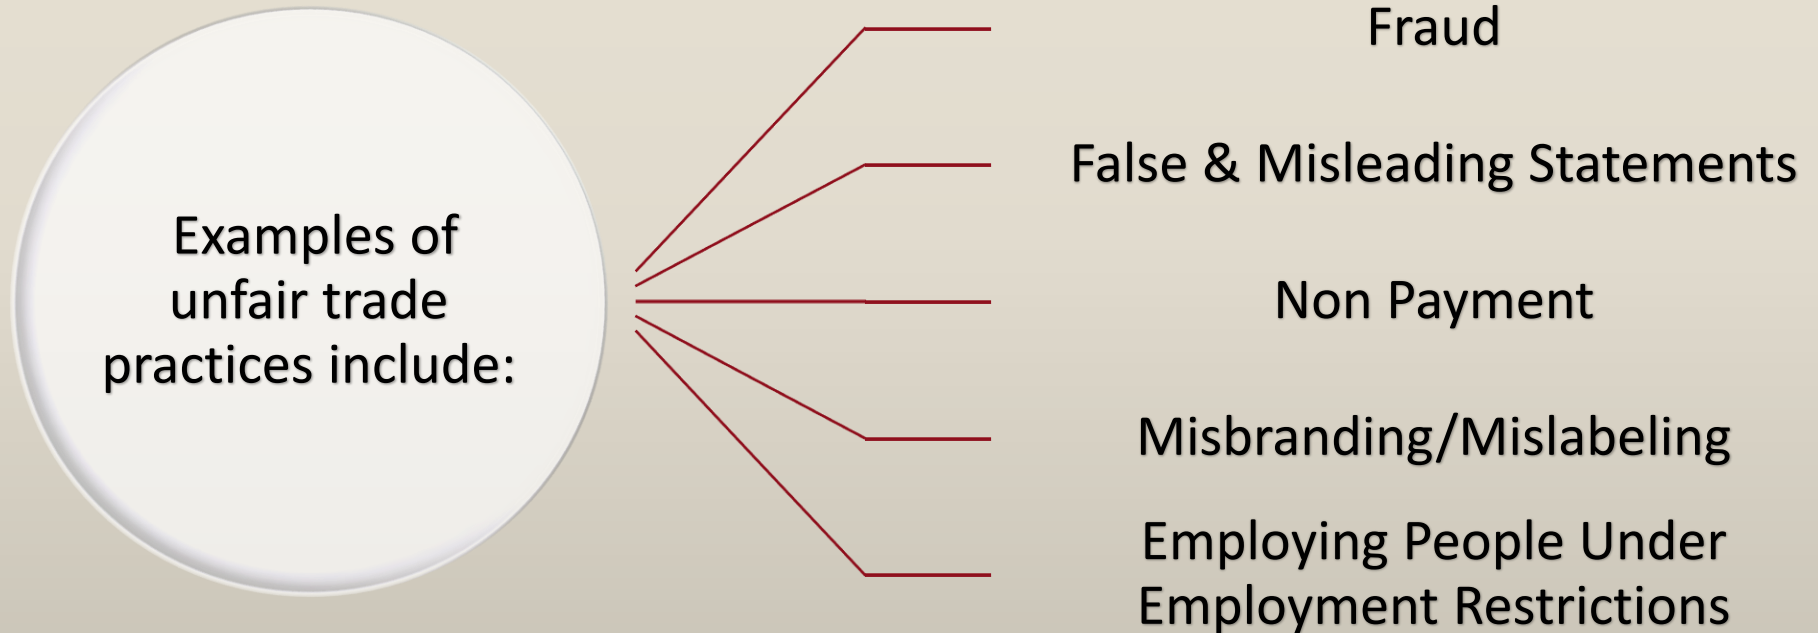 Examples of
unfair trade
practices include:
Fraud
False & Misleading Statements
Non Payment
Misbranding/Mislabeling
Employing People Under
Employment Restrictions